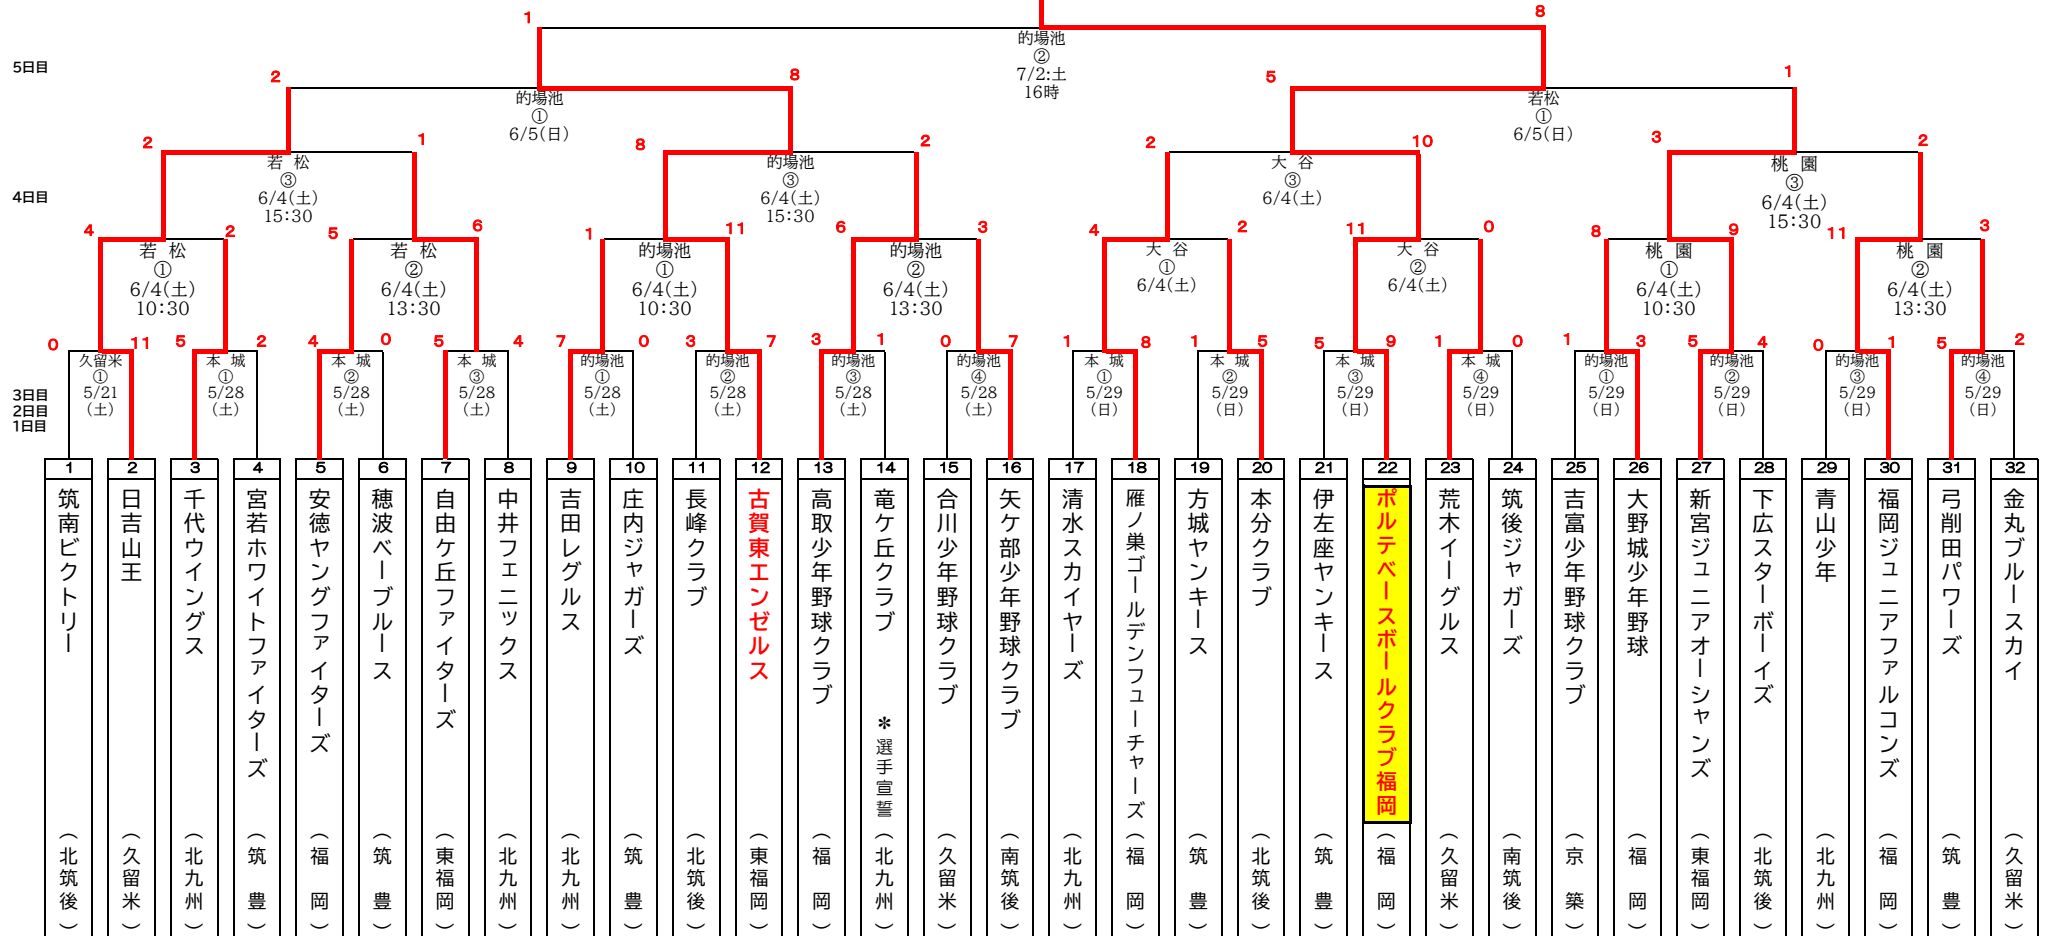 1 8
的場池
②
7/2:土
16時
5日目
2 8 5 1
的場池 若松
① ①
6/5(日) 6/5(日)
2 1 8 2 2 10 3 2
若 松 的場池 大 谷 桃 園
③ ③ ③ ③
6/4(土) 6/4(土) 6/4(土) 6/4(土)
15:30 15:30 15:30
4日目
4 2 5 6 1 11 6 3 4 2 11 0 8 9 11 3
若 松 若 松 的場池 的場池 大 谷 大 谷 桃 園 桃 園
① ② ① ② ① ② ① ②
6/4(土) 6/4(土) 6/4(土) 6/4(土) 6/4(土) 6/4(土) 6/4(土) 6/4(土)
10:30 13:30 10:30 13:30 10:30 13:30
0 11 5 2 4 0 5 4 7 0 3 7 3 1 0 7 1 8 1 5 5 9 1 0 1 3 5 4 0 1 5 2
久留米 本 城 本 城 本 城 的場池 的場池 的場池 的場池 本 城 本 城 本 城 本 城 的場池 的場池 的場池 的場池
① ① ② ③ ① ② ③ ④ ① ② ③ ④ ① ② ③ ④
5/21 5/28 5/28 5/28 5/28 5/28 5/28 5/28 5/29 5/29 5/29 5/29 5/29 5/29 5/29 5/29
(土) (土) (土) (土) (土) (土) (土) (土) (日) (日) (日) (日) (日) (日) (日) (日)
3日目
2日目
1日目
1 筑南ビクトリー (北筑後)
2 日吉山王 (久留米)
3 千代ウイングス (北九州)
4 宮若ホワイトファイターズ (筑 豊)
5 安徳ヤングファイターズ (福 岡)
6 穂波ベーブルース (筑 豊)
7 自由ケ丘ファイターズ (東福岡)
8 中井フェニックス (北九州)
9 吉田レグルス (北九州)
10 庄内ジャガーズ (筑 豊)
11 長峰クラブ (北筑後)
12 古賀東エンゼルス (東福岡)
13 高取少年野球クラブ (福 岡)
14 竜ケ丘クラブ *選手宣誓 (北九州)
15 合川少年野球クラブ (久留米)
16 矢ケ部少年野球クラブ (南筑後)
17 清水スカイヤーズ (北九州)
18 雁ノ巣ゴールデンフューチャーズ (福 岡)
19 方城ヤンキース (筑 豊)
20 本分クラブ (北筑後)
21 伊左座ヤンキース (筑 豊)
22 ポルテベースボールクラブ福岡 (福 岡)
23 荒木イーグルス (久留米)
24 筑後ジャガーズ (南筑後)
25 吉富少年野球クラブ (京 築)
26 大野城少年野球 (福 岡)
27 新宮ジュニアオーシャンズ (東福岡)
28 下広スターボーイズ (北筑後)
29 青山少年 (北九州)
30 福岡ジュニアファルコンズ (福 岡)
31 弓削田パワーズ (筑 豊)
32 金丸ブルースカイ (久留米)